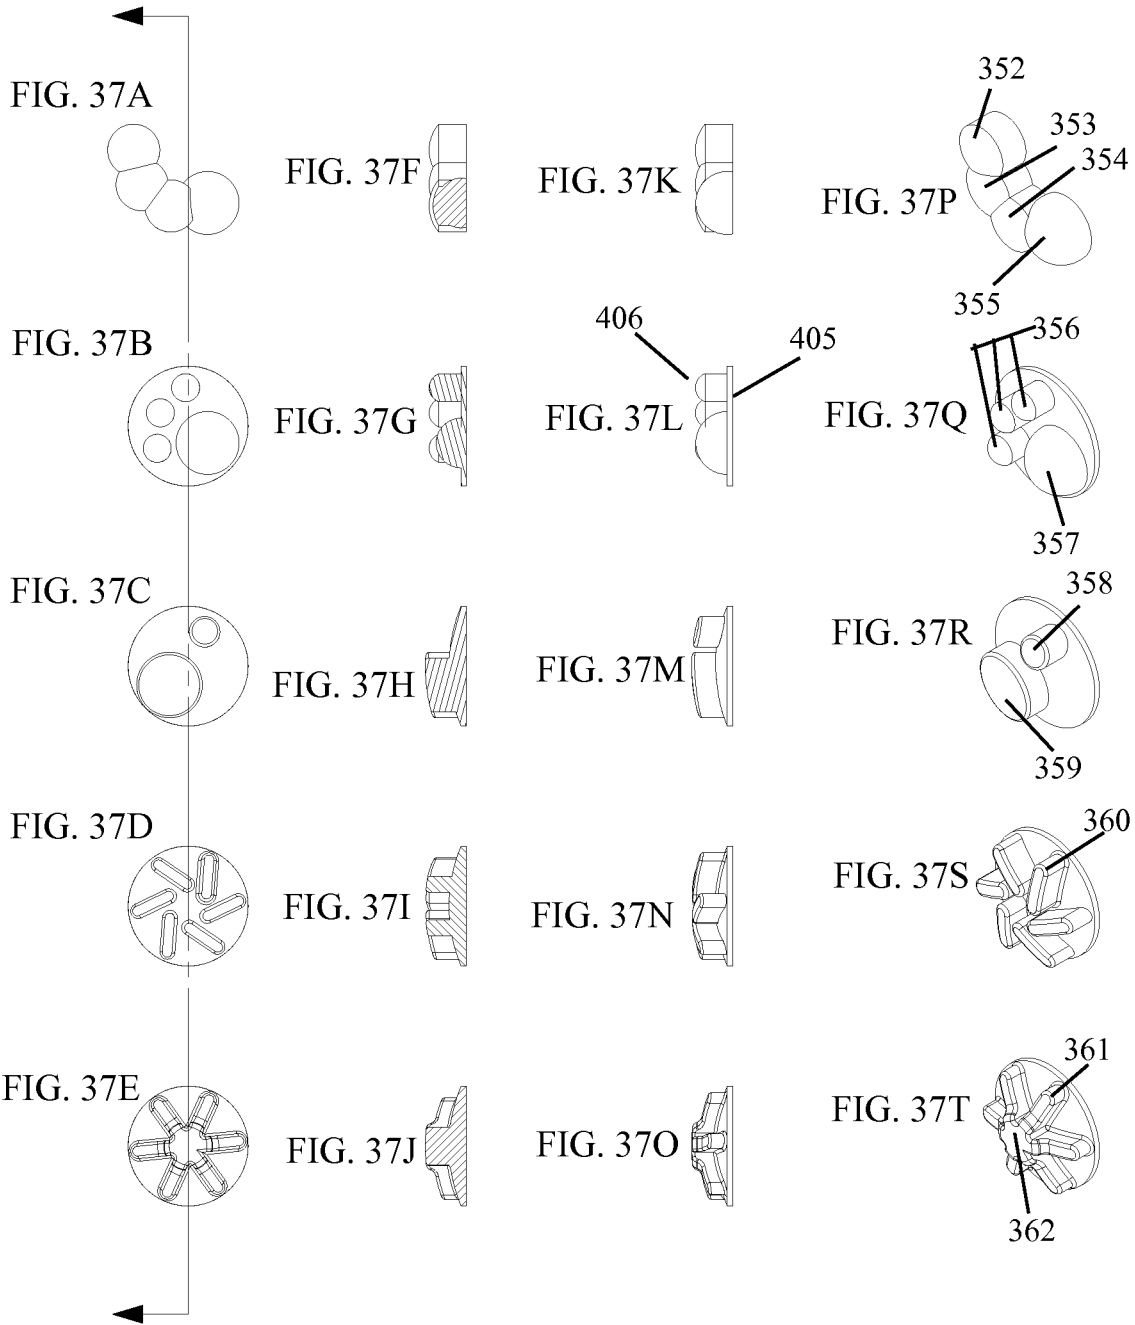 352
FIG. 37A
353
FIG. 37F
FIG. 37K
354
FIG. 37P
355
406
356
FIG. 37B
405
FIG. 37G
FIG. 37L
FIG. 37Q
357
FIG. 37C
358
FIG. 37R
FIG. 37H
FIG. 37M
359
FIG. 37D
360
FIG. 37S
FIG. 37I
FIG. 37N
361
FIG. 37E
FIG. 37T
FIG. 37J
FIG. 37O
362